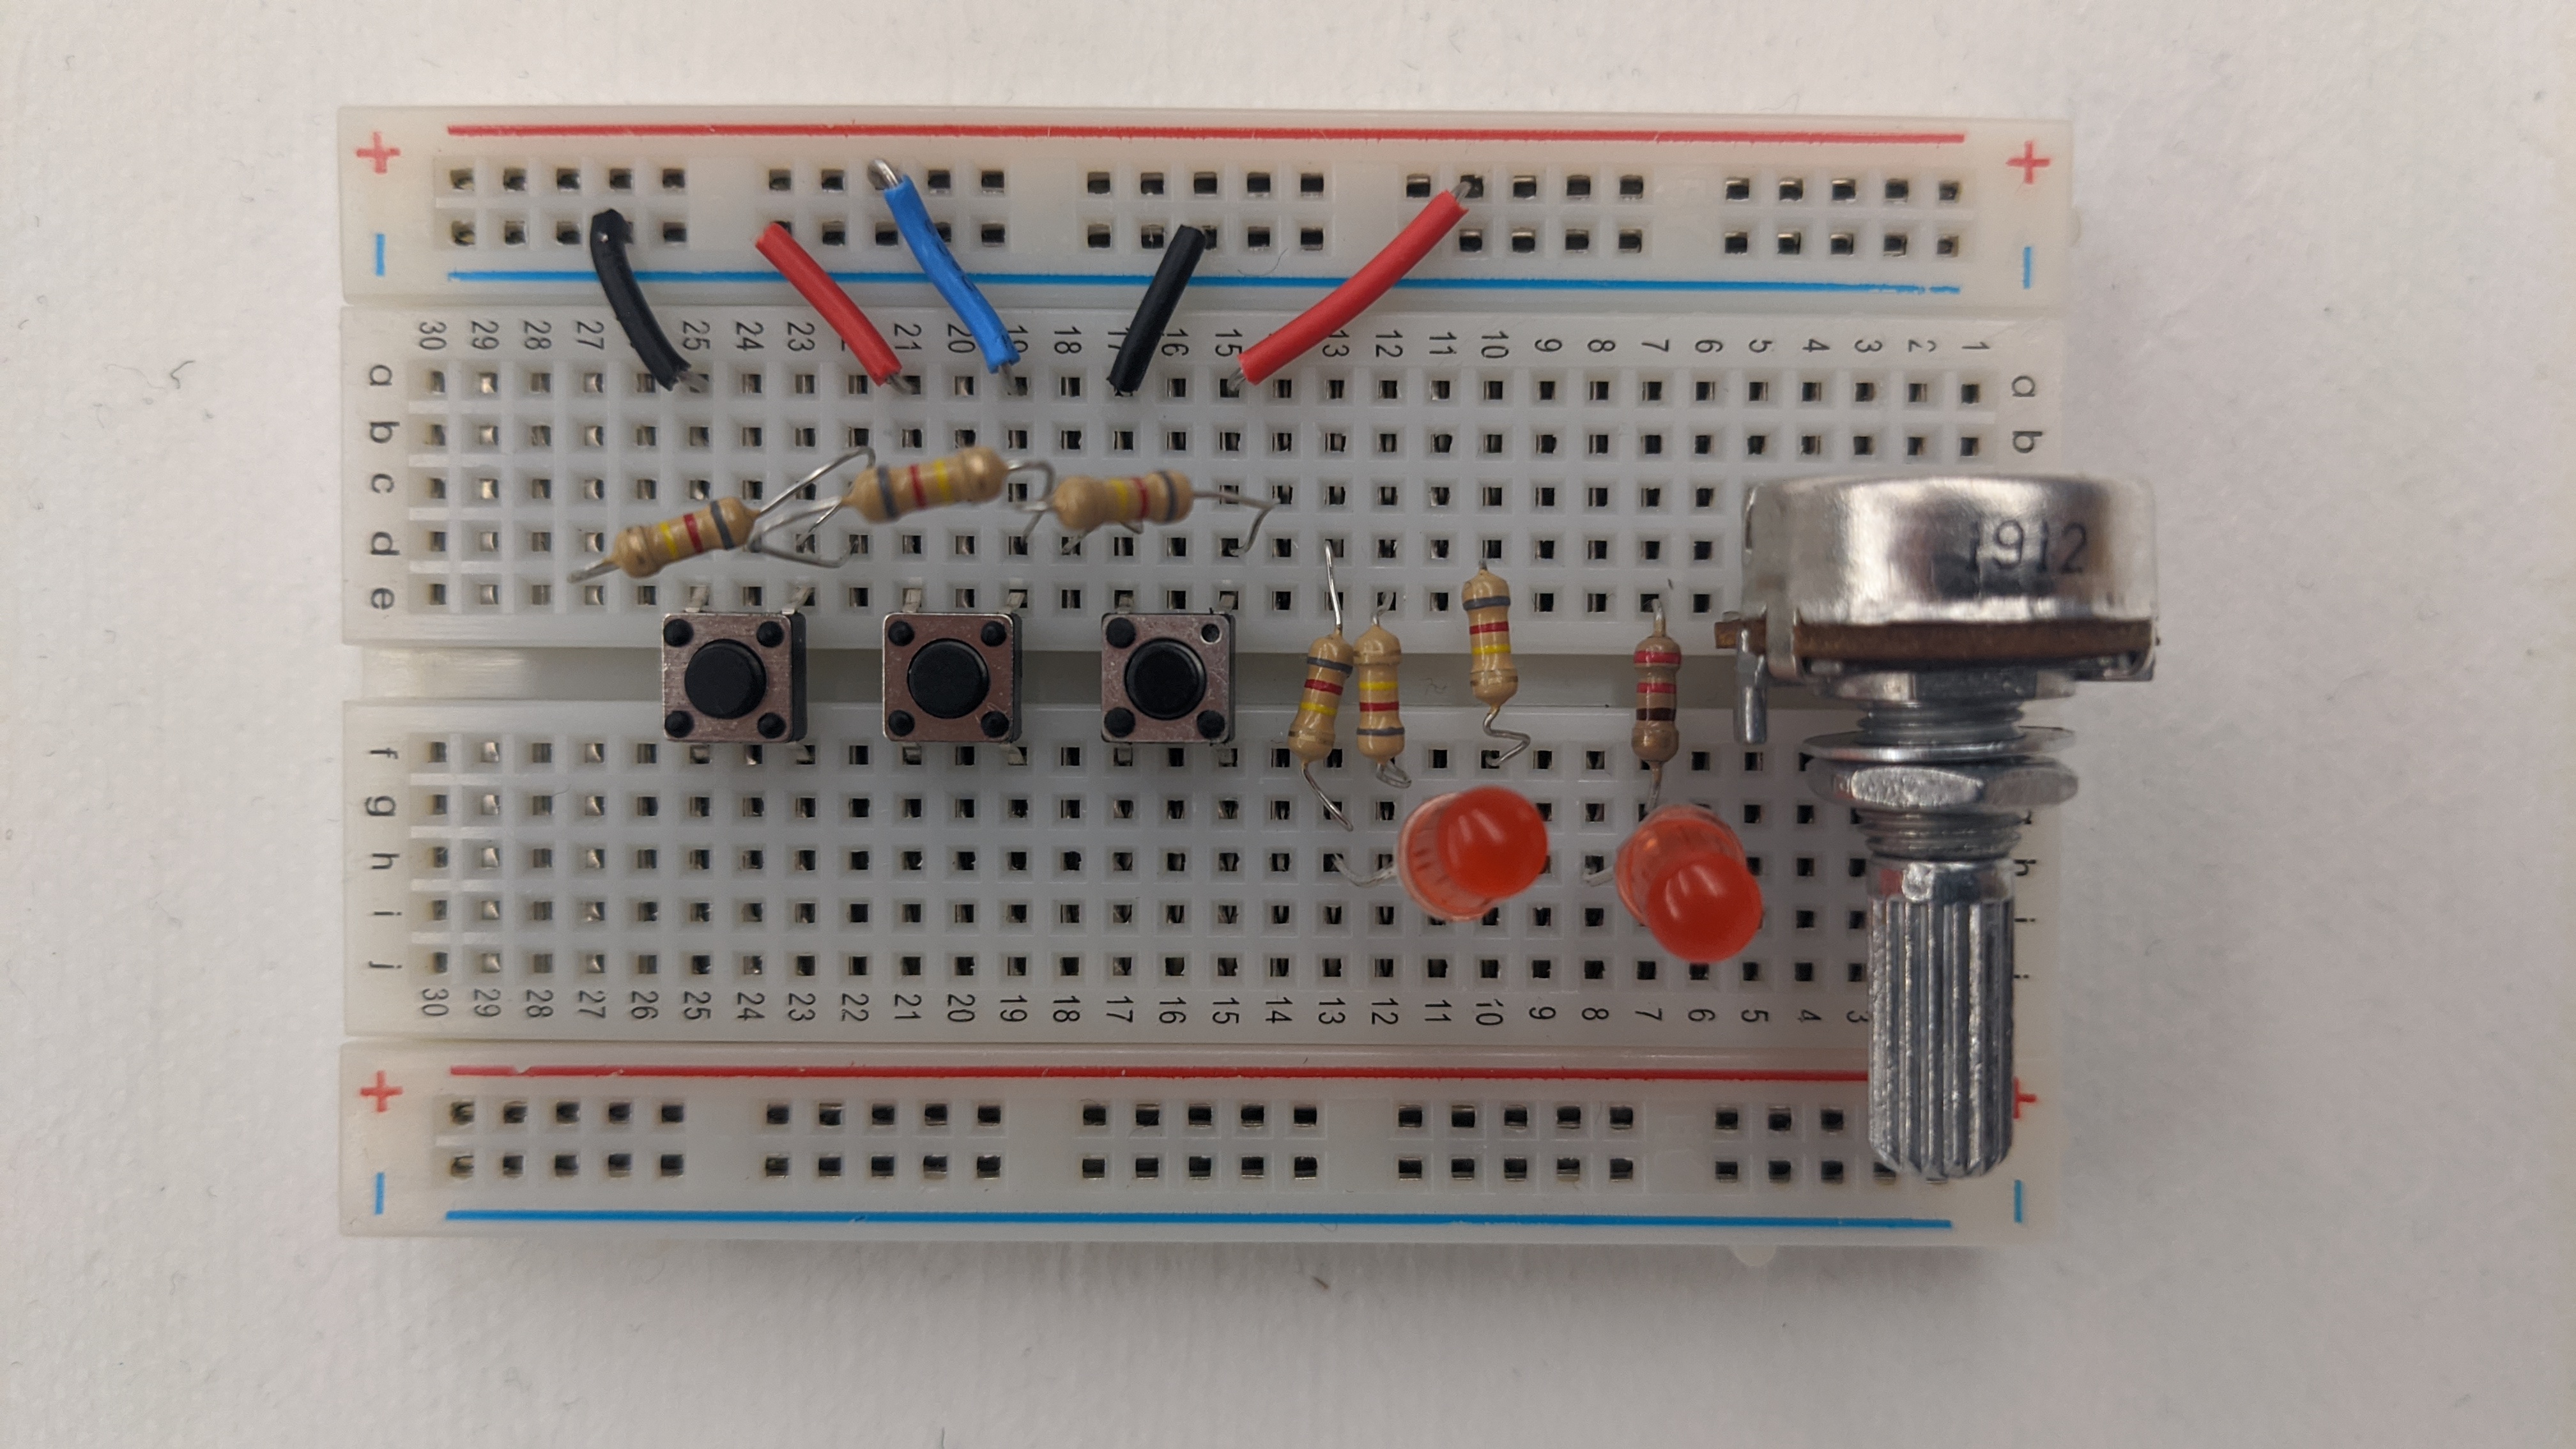 + +
− −
30 29 28 27 25 24 23 21 20 19 18 17 16 15 13 12 11 10 9 8 7 6 5 4 3 2 1
a a
b b
c
d
e
1912
f
g
h h
i i
j j
30 29 28 27 26 25 24 23 22 21 20 19 18 17 16 15 14 13 12 11 10 9 8 7 6 5 4 3
+ +
− −